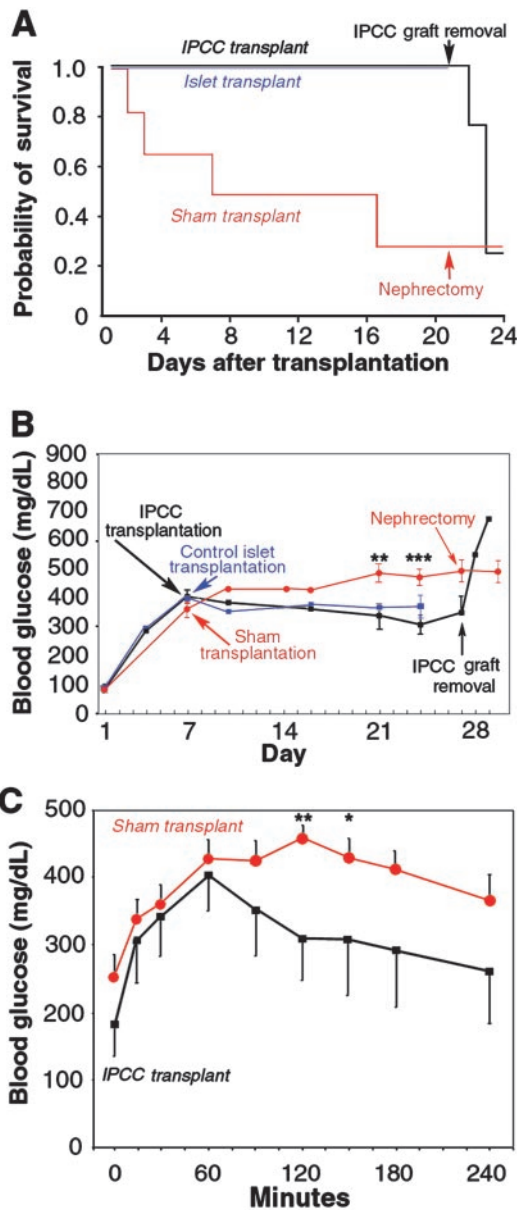 A
IPCC transplant
IPCC graft removal
Islet transplant
Sham transplant
Nephrectomy
Probability of survival
1.0
0.8
0.6
0.4
0.2
0
0 4 8 12 16 20 24
Days after transplantation
B
Blood glucose (mg/dL)
900
800
700
600
500
400
300
200
100
0
IPCC
transplantation
Control islet
transplantation
Sham
transplantation
** ***
Nephrectomy
IPCC graft
removal
1 7 14 21 28
Day
C
Blood glucose (mg/dL)
500
400
300
200
100
0
Sham transplant
** *
IPCC transplant
0 60 120 180 240
Minutes